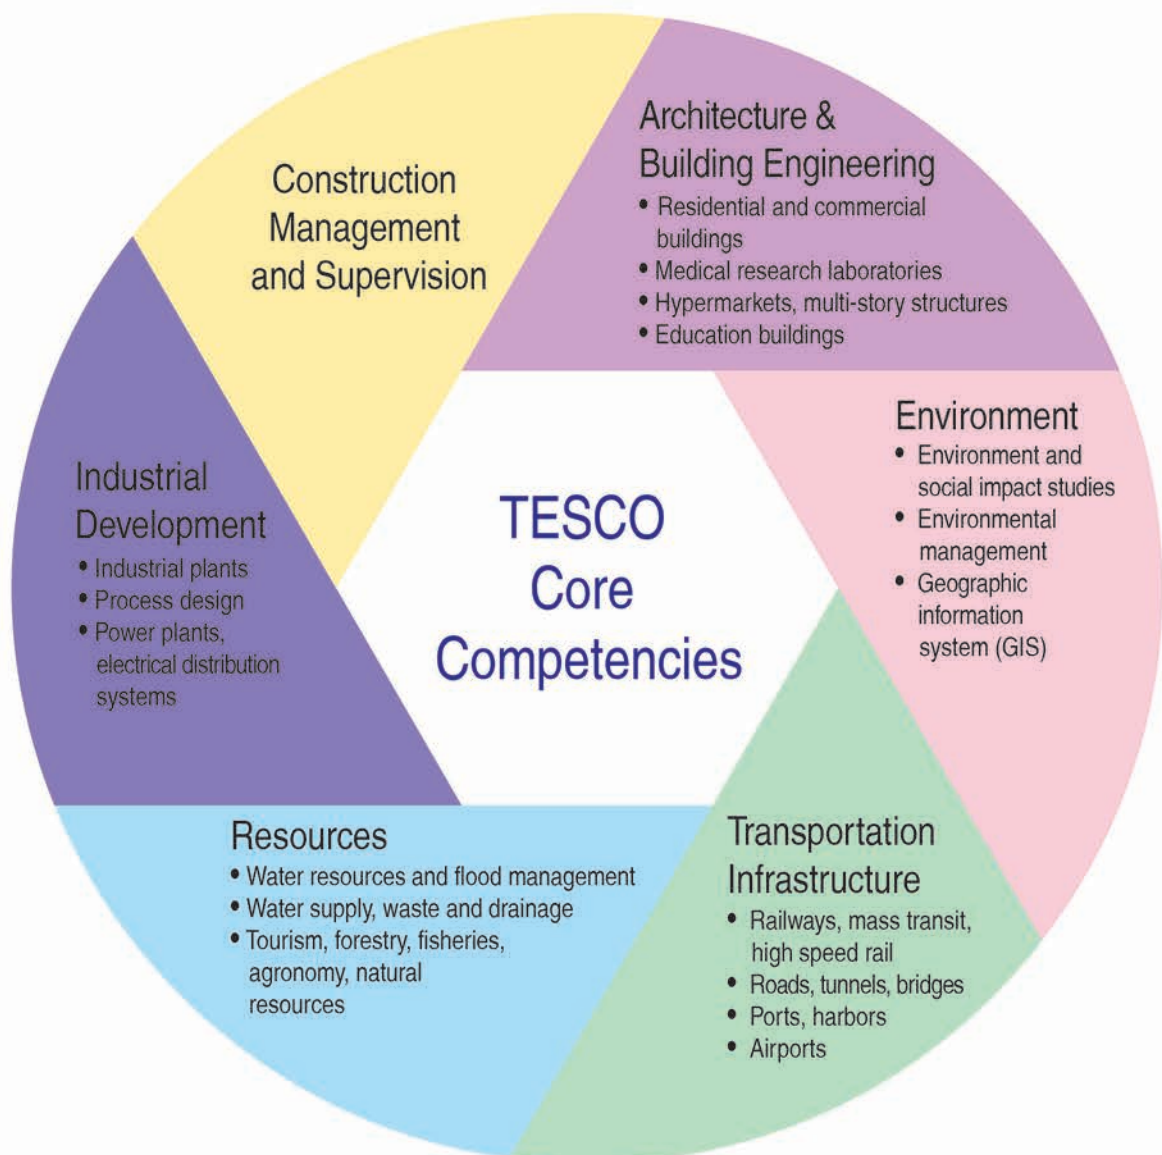 Construction
Management
and Supervision
Architecture &
Building Engineering
• Residential and commercial
buildings
• Medical research laboratories
• Hypermarkets, multi-story structures
• Education buildings
Environment
• Environment and
social impact studies
• Environmental
management
• Geographic
information
system (GIS)
Industrial
Development
• Industrial plants
• Process design
• Power plants,
electrical distribution
systems
TESCO
Core
Competencies
Resources
• Water resources and flood management
• Water supply, waste and drainage
• Tourism, forestry, fisheries,
agronomy, natural
resources
Transportation
Infrastructure
• Railways, mass transit,
high speed rail
• Roads, tunnels, bridges
• Ports, harbors
• Airports